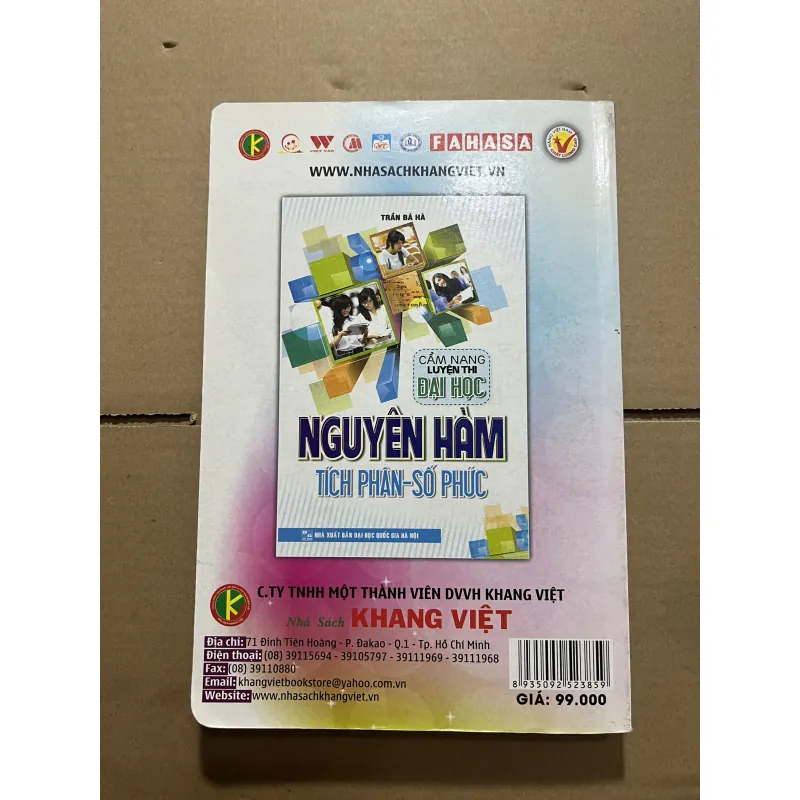 FAHASA
WWW.NHASACHKHANGVIET.VN
TRẦN BÁ HÀ
CẨM NANG
LUYỆN THI
ĐẠI HỌC
NGUYÊN HÀM
TÍCH PHÂN-SỐ PHỨC
NHÀ XUẤT BẢN ĐẠI HỌC QUỐC GIA HÀ NỘI
C.TY TNHH MỘT THÀNH VIÊN DVVH KHANG VIỆT
Nhà Sách KHANG VIỆT
Địa chỉ: 71 Đinh Tiên Hoàng - P. Đakao - Q.1 - Tp. Hồ Chí Minh
Điện thoại: (08) 39115694 - 39105797 - 39111969 - 39111968
Fax: (08) 39110880
Email: khangvietbookstore@yahoo.com.vn
Website: www.nhasachkhangviet.vn
8 935092 523859
GIÁ: 99.000